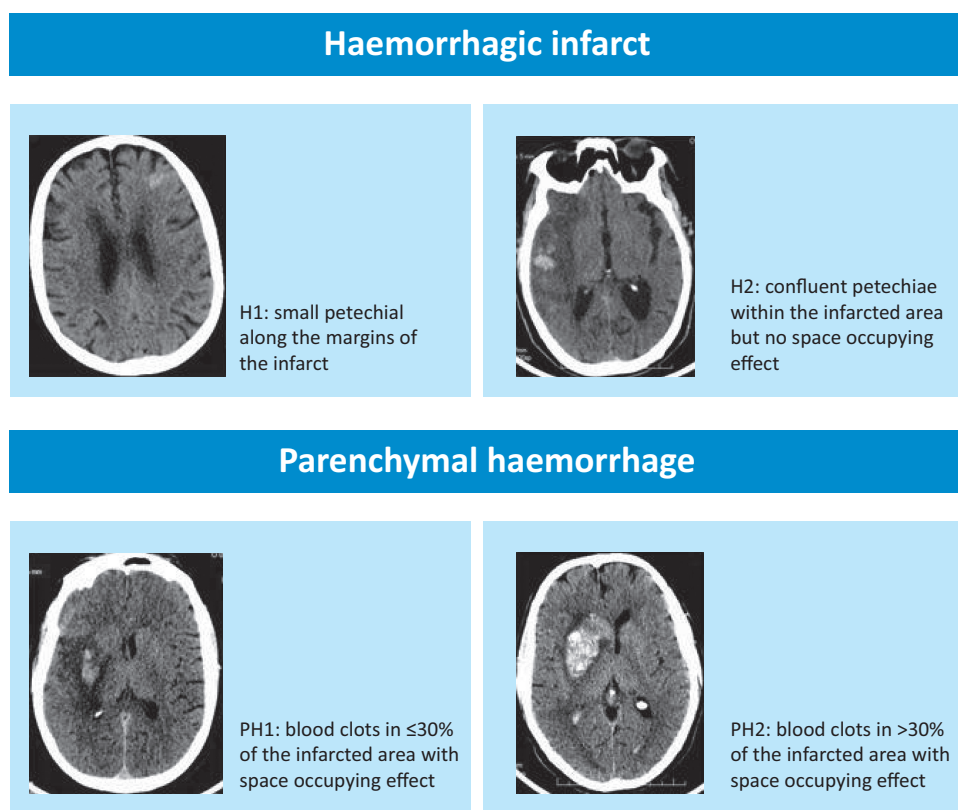 Haemorrhagic infarct
H1: small petechial
along the margins of
the infarct
H2: confluent petechiae
within the infarcted area
but no space occupying
effect
Parenchymal haemorrhage
PH1: blood clots in ≤30%
of the infarcted area with
space occupying effect
PH2: blood clots in >30%
of the infarcted area with
space occupying effect